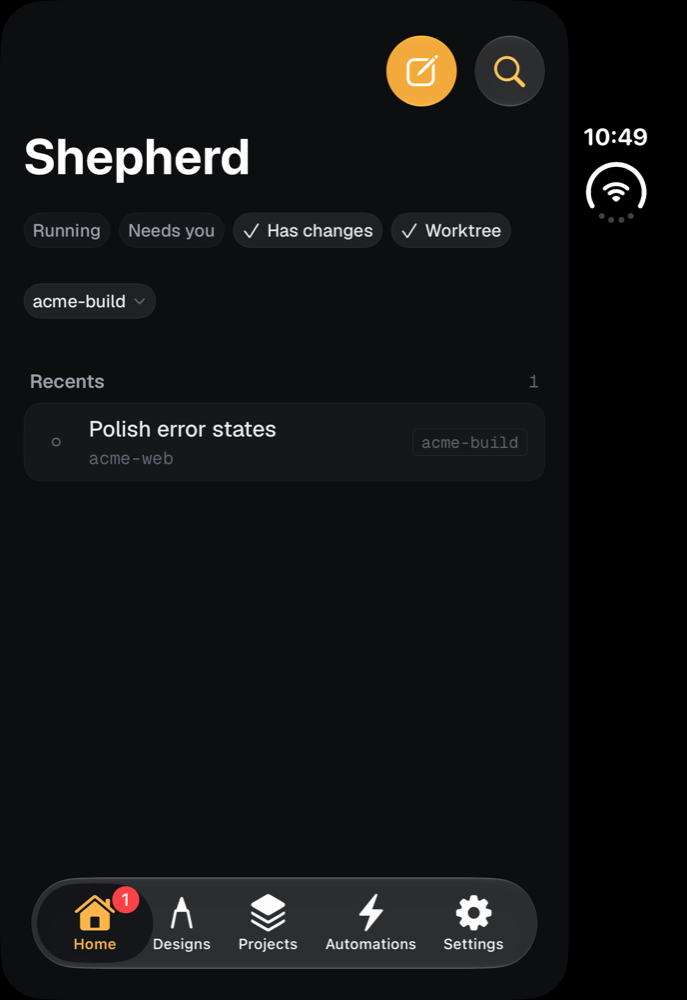 10:49
Shepherd
Running
Needs you
Has changes
Worktree
acme-build
Recents
1
Polish error states
acme-web
acme-build
1
Home
Designs
Projects
Automations
Settings